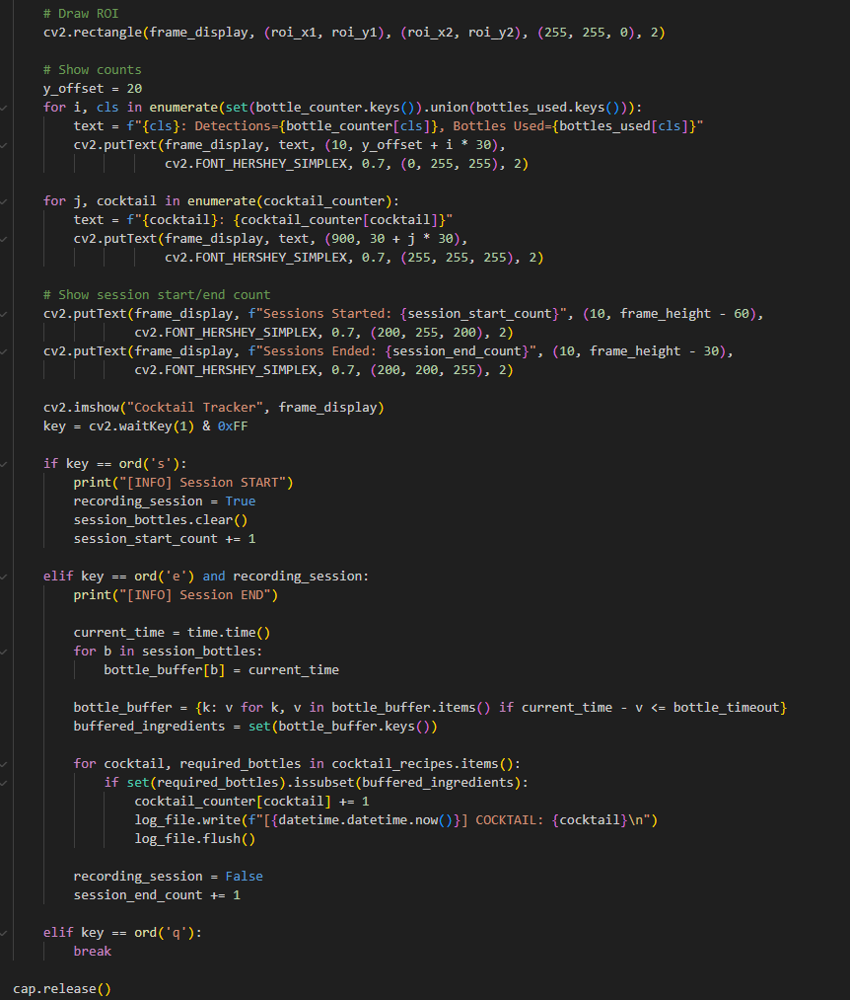 # Draw ROI
cv2.rectangle(frame_display, (roi_x1, roi_y1), (roi_x2, roi_y2), (255, 255, 0), 2)
# Show counts
y_offset = 20
for i, cls in enumerate(set(bottle_counter.keys()).union(bottles_used.keys())):
text = f"{cls}: Detections={bottle_counter[cls]}, Bottles Used={bottles_used[cls]}"
cv2.putText(frame_display, text, (10, y_offset + i * 30),
cv2.FONT_HERSHEY_SIMPLEX, 0.7, (0, 255, 255), 2)
for j, cocktail in enumerate(cocktail_counter):
text = f"{cocktail}: {cocktail_counter[cocktail]}"
cv2.putText(frame_display, text, (900, 30 + j * 30),
cv2.FONT_HERSHEY_SIMPLEX, 0.7, (255, 255, 255), 2)
# Show session start/end count
cv2.putText(frame_display, f"Sessions Started: {session_start_count}", (10, frame_height - 60),
cv2.FONT_HERSHEY_SIMPLEX, 0.7, (200, 255, 200), 2)
cv2.putText(frame_display, f"Sessions Ended: {session_end_count}", (10, frame_height - 30),
cv2.FONT_HERSHEY_SIMPLEX, 0.7, (200, 200, 255), 2)
cv2.imshow("Cocktail Tracker", frame_display)
key = cv2.waitKey(1) & 0xFF
if key == ord('s'):
print("[INFO] Session START")
recording_session = True
session_bottles.clear()
session_start_count += 1
elif key == ord('e') and recording_session:
print("[INFO] Session END")
current_time = time.time()
for b in session_bottles:
bottle_buffer[b] = current_time
bottle_buffer = {k: v for k, v in bottle_buffer.items() if current_time - v <= bottle_timeout}
buffered_ingredients = set(bottle_buffer.keys())
for cocktail, required_bottles in cocktail_recipes.items():
if set(required_bottles).issubset(buffered_ingredients):
cocktail_counter[cocktail] += 1
log_file.write(f"[{datetime.datetime.now()}] COCKTAIL: {cocktail}\n")
log_file.flush()
recording_session = False
session_end_count += 1
elif key == ord('q'):
break
cap.release()